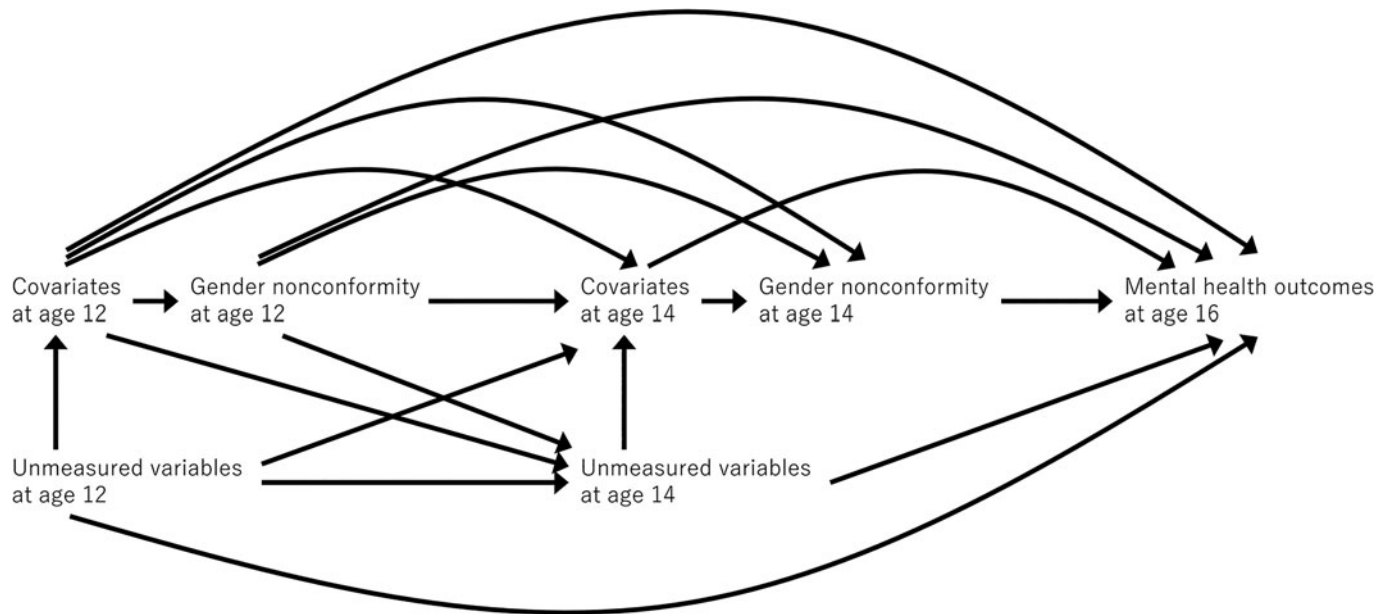 Covariates
at age 12
Gender nonconformity
at age 12
Covariates
at age 14
Gender nonconformity
at age 14
Mental health outcomes
at age 16
Unmeasured variables
at age 12
Unmeasured variables
at age 14